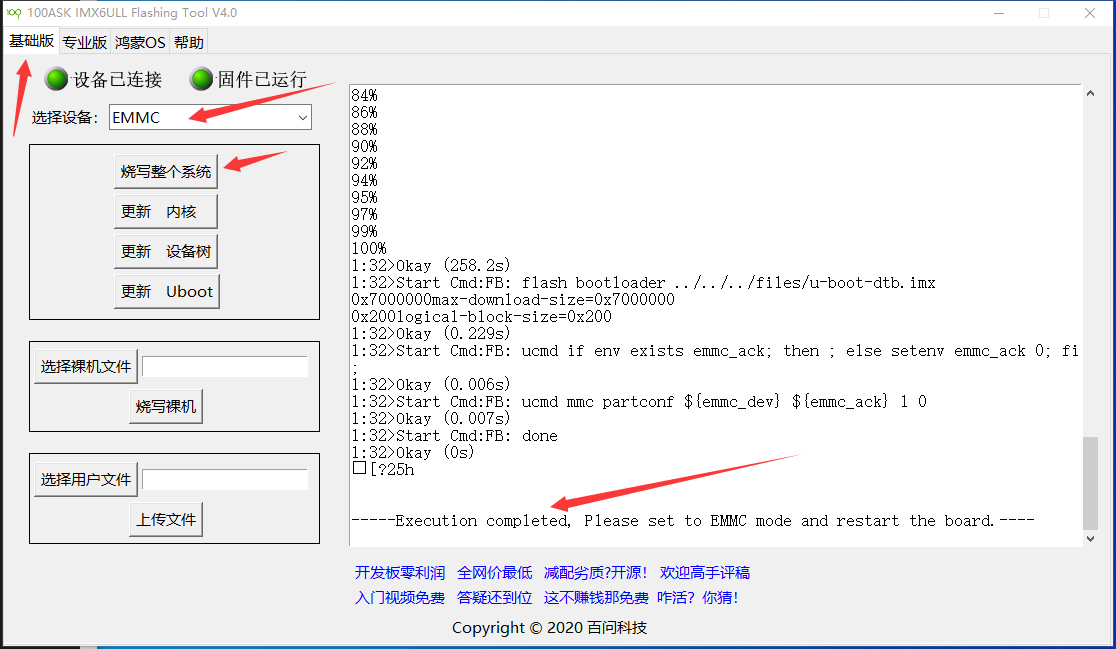 100ASK IMX6ULL Flashing Tool V4.0
基础版 专业版 鸿蒙OS 帮助
设备已连接 固件已运行
选择设备： EMMC
烧写整个系统
更新 内核
更新 设备树
更新 Uboot
选择裸机文件
烧写裸机
选择用户文件
上传文件
84%
86%
88%
90%
92%
94%
95%
97%
99%
100%
1:32>Okay (258.2s)
1:32>Start Cmd:FB: flash bootloader ../../../files/u-boot-dtb.imx
0x7000000max-download-size=0x7000000
0x200logical-block-size=0x200
1:32>Okay (0.229s)
1:32>Start Cmd:FB: ucmd if env exists emmc_ack; then ; else setenv emmc_ack 0; fi
;
1:32>Okay (0.006s)
1:32>Start Cmd:FB: ucmd mmc partconf ${emmc_dev} ${emmc_ack} 1 0
1:32>Okay (0.007s)
1:32>Start Cmd:FB: done
1:32>Okay (0s)
□[?25h
-----Execution completed, Please set to EMMC mode and restart the board.----
开发板零利润 全网价最低 减配劣质?开源! 欢迎高手评稿
入门视频免费 答疑还到位 这不赚钱那免费 咋活? 你猜!
Copyright © 2020 百问科技